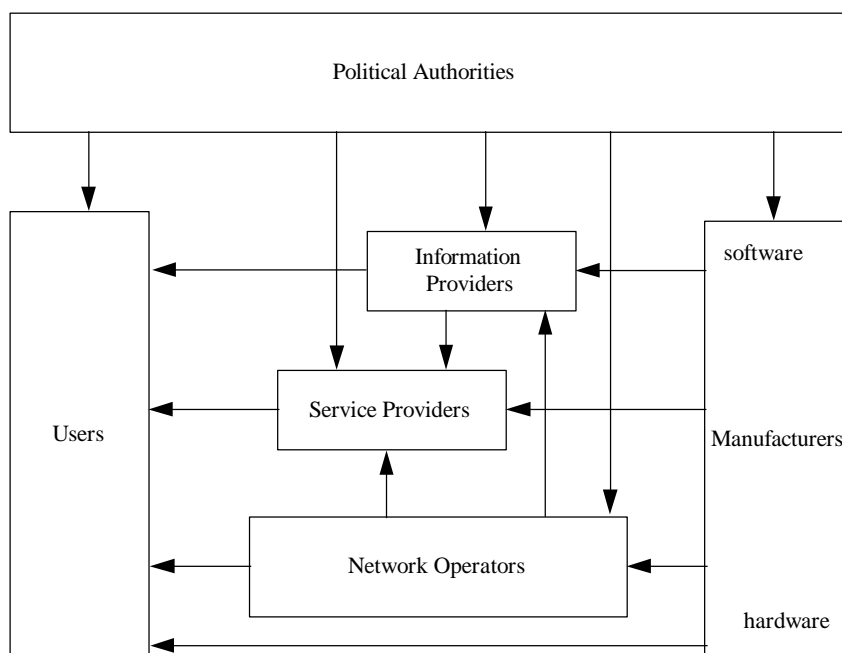 Political Authorities
Information
Providers
software
Service Providers
Users
Manufacturers
Network Operators
hardware